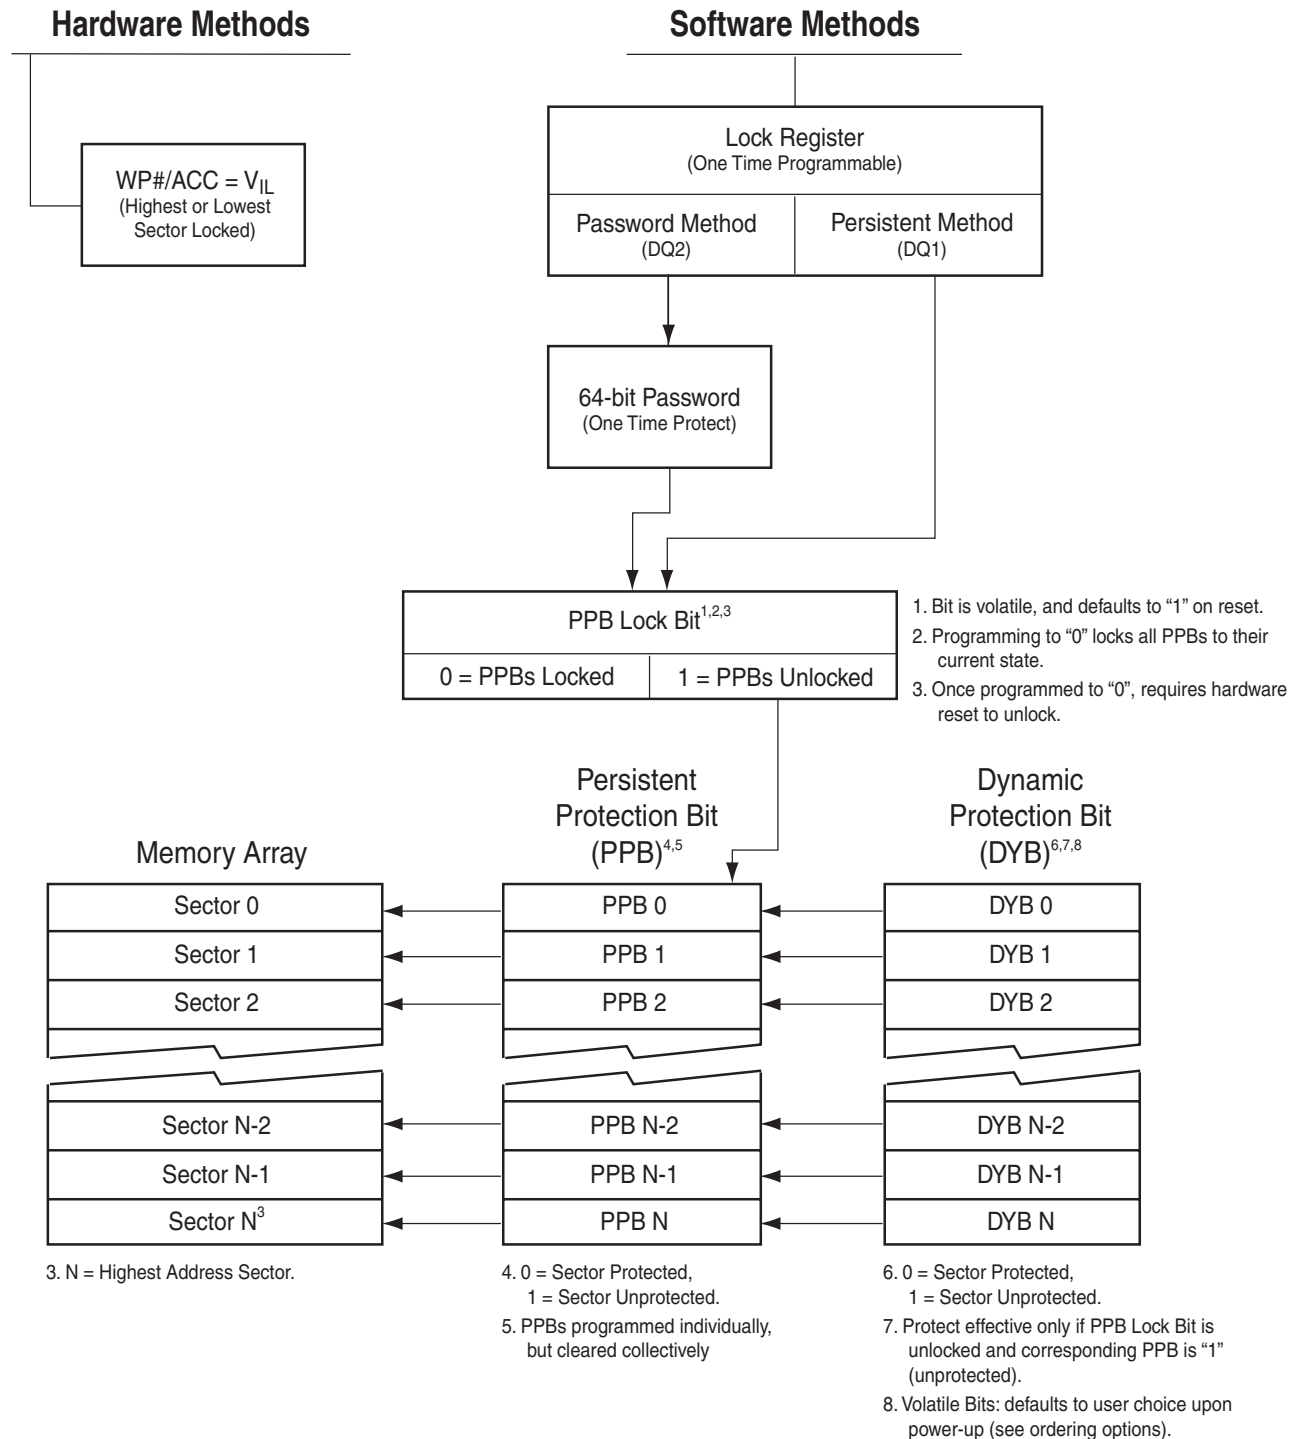 Hardware Methods
Software Methods
WP#/ACC = VIL
(Highest or Lowest
Sector Locked)
Lock Register
(One Time Programmable)
Password Method
(DQ2)
Persistent Method
(DQ1)
64-bit Password
(One Time Protect)
PPB Lock Bit1,2,3
0 = PPBs Locked
1 = PPBs Unlocked
1. Bit is volatile, and defaults to “1” on reset.
2. Programming to “0” locks all PPBs to their
current state.
3. Once programmed to “0”, requires hardware
reset to unlock.
Memory Array
Persistent
Protection Bit
(PPB)4,5
Dynamic
Protection Bit
(DYB)6,7,8
Sector 0
PPB 0
DYB 0
Sector 1
PPB 1
DYB 1
Sector 2
PPB 2
DYB 2
Sector N-2
PPB N-2
DYB N-2
Sector N-1
PPB N-1
DYB N-1
Sector N3
PPB N
DYB N
3. N = Highest Address Sector.
4. 0 = Sector Protected,
1 = Sector Unprotected.
5. PPBs programmed individually,
but cleared collectively
6. 0 = Sector Protected,
1 = Sector Unprotected.
7. Protect effective only if PPB Lock Bit is
unlocked and corresponding PPB is “1”
(unprotected).
8. Volatile Bits: defaults to user choice upon
power-up (see ordering options).